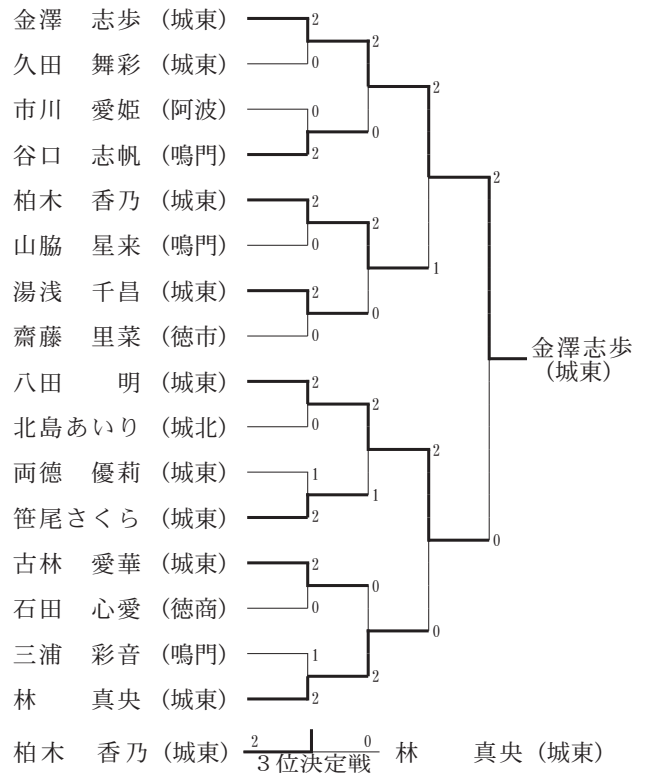 金澤　志歩 (城東) 2
2
久田　舞彩 (城東) 0
2
市川　愛姫 (阿波) 0
0
谷口　志帆 (鳴門) 2
2
柏木　香乃 (城東) 2
2
山脇　星来 (鳴門) 0
1
湯浅　千昌 (城東) 2
0
齋藤　里菜 (徳市) 0
金澤志歩
(城東)
八田　　明 (城東) 2
2
北島あいり (城北) 0
2
両德　優莉 (城東) 1
1
笹尾さくら (城東) 2
0
古林　愛華 (城東) 2
0
石田　心愛 (徳商) 0
0
三浦　彩音 (鳴門) 1
2
林　　真央 (城東) 2
柏木　香乃 (城東) 2 0 林　　真央 (城東)
３位決定戦